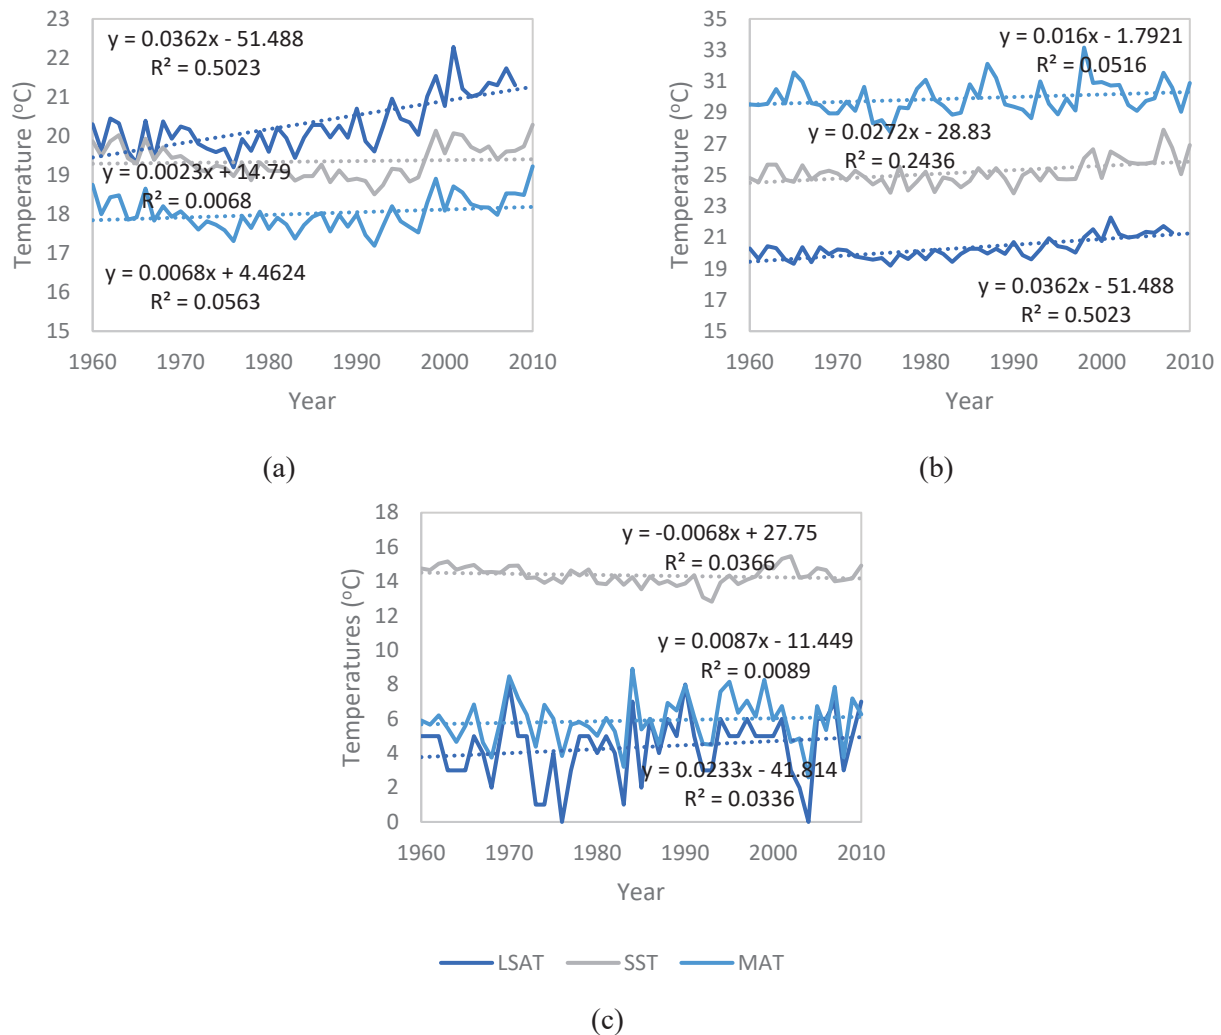 y = 0.0362x - 51.488
R² = 0.5023
y = 0.0023x + 14.79
R² = 0.0068
y = 0.0068x + 4.4624
R² = 0.0563
Temperature (⁰C)
23
22
21
20
19
18
17
16
15
1960 1970 1980 1990 2000 2010
Year
(a)
y = 0.016x - 1.7921
R² = 0.0516
y = 0.0272x - 28.83
R² = 0.2436
y = 0.0362x - 51.488
R² = 0.5023
Temperature (⁰C)
35
33
31
29
27
25
23
21
19
17
15
1960 1970 1980 1990 2000 2010
Year
(b)
y = -0.0068x + 27.75
R² = 0.0366
y = 0.0087x - 11.449
R² = 0.0089
y = 0.0233x - 41.814
R² = 0.0336
Temperatures (⁰C)
18
16
14
12
10
8
6
4
2
0
1960 1970 1980 1990 2000 2010
Year
LSAT SST MAT
(c)